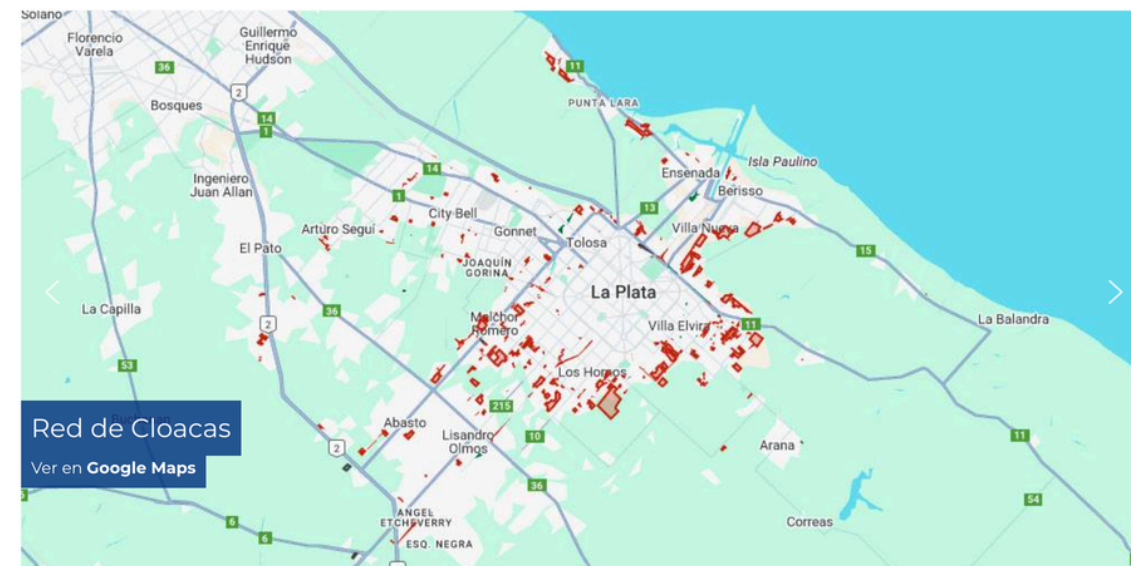 Solano
Florencio
Varela
Guillermo
Enrique
Hudson
36
11
2
Bosques
PUNTA LARA
14
1
Isla Paulino
14
Ensenada
Ingeniero
Juan Allan
1
Berisso
City Bell
13
Arturo Seguí
Gonnet
Villa Nueva
Tolosa
El Pato
15
JOAQUÍN
GORINA
La Plata
La Capilla
36
Melchor
Romero
2
Villa Elvira
11
La Balandra
53
Los Hornos
215
Red de Cloacas
Abasto
Lisandro
Olmos
10
11
2
Arana
Ver en Google Maps
36
54
ANGEL
ETCHEVERRY
6
Correas
6
ESQ. NEGRA